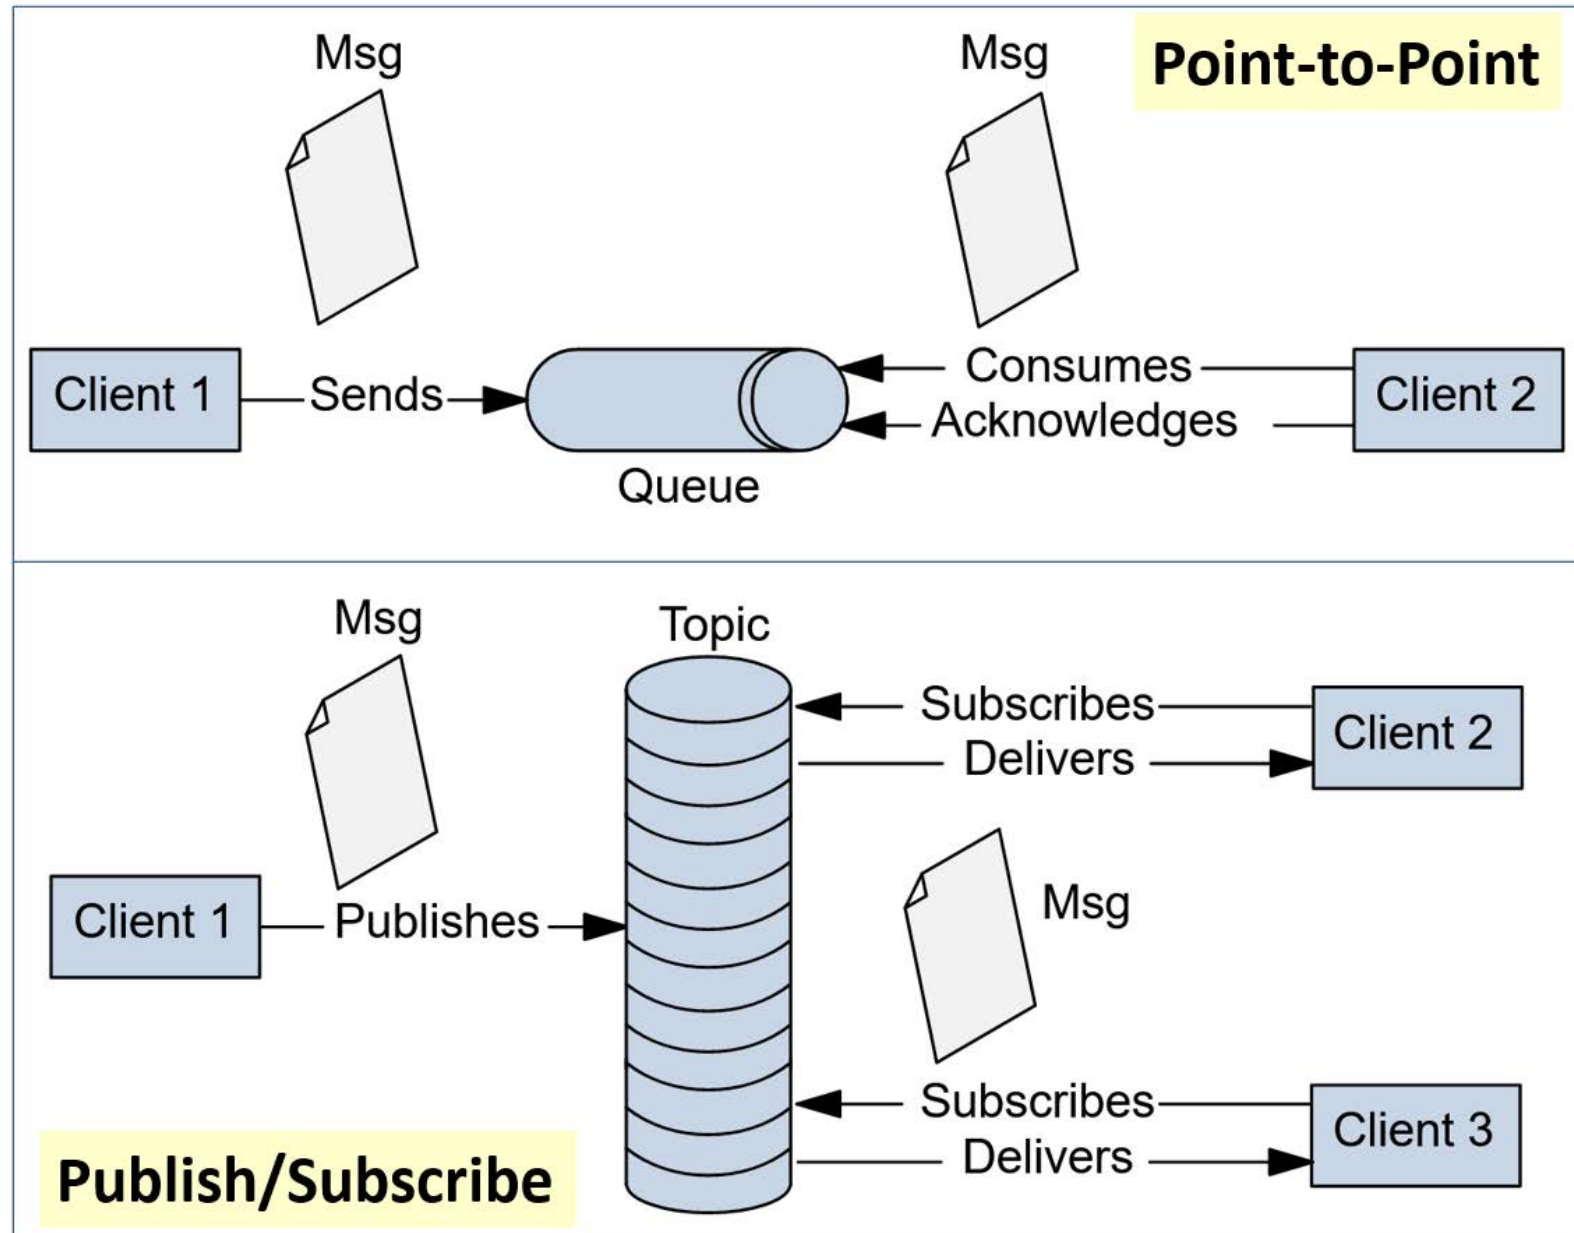 Msg
Msg
Point-to-Point
Client 1
Sends
Consumes
Acknowledges
Client 2
Queue
Msg
Topic
Subscribes
Delivers
Client 2
Client 1
Publishes
Msg
Subscribes
Delivers
Client 3
Publish/Subscribe